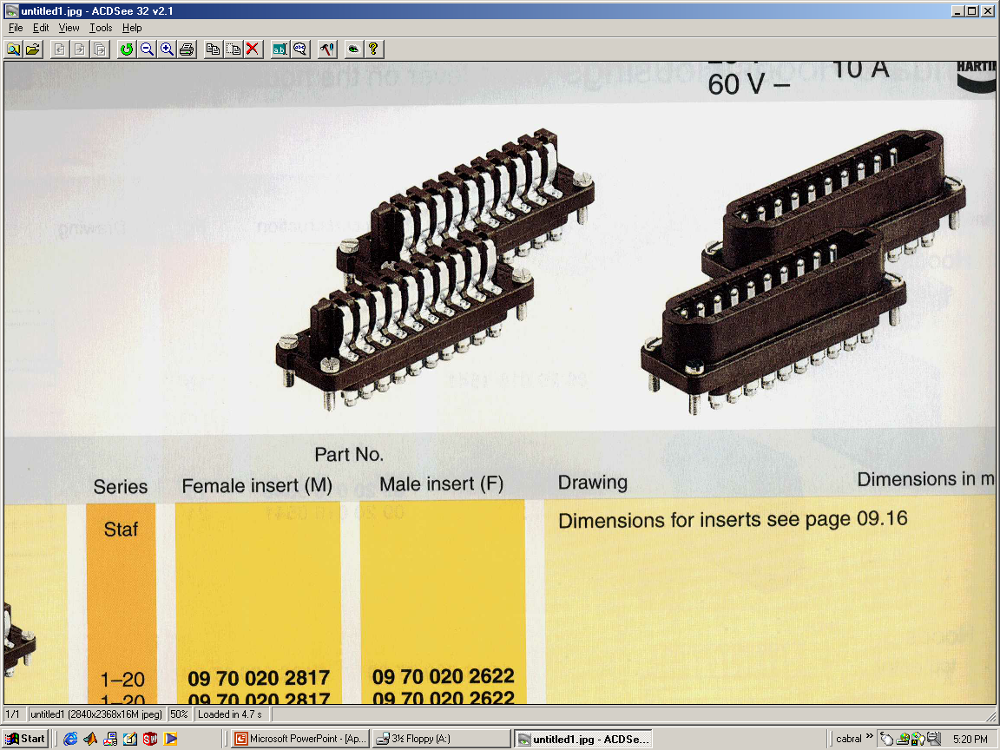 untitled1.jpg - ACDSee 32 v2.1
File Edit View Tools Help
60 V – 10 A
Part No.
Series Female insert (M) Male insert (F) Drawing Dimensions in m
Staf Dimensions for inserts see page 09.16
1–20 09 70 020 2817 09 70 020 2622
1–20 09 70 020 2817 09 70 020 2622
1/1 untitled1 (2840x2368x16M jpeg) 50% Loaded in 4.7 s
Start Microsoft PowerPoint - [Ap... 3½ Floppy (A:) untitled1.jpg - ACDSe... cabral » 5:20 PM